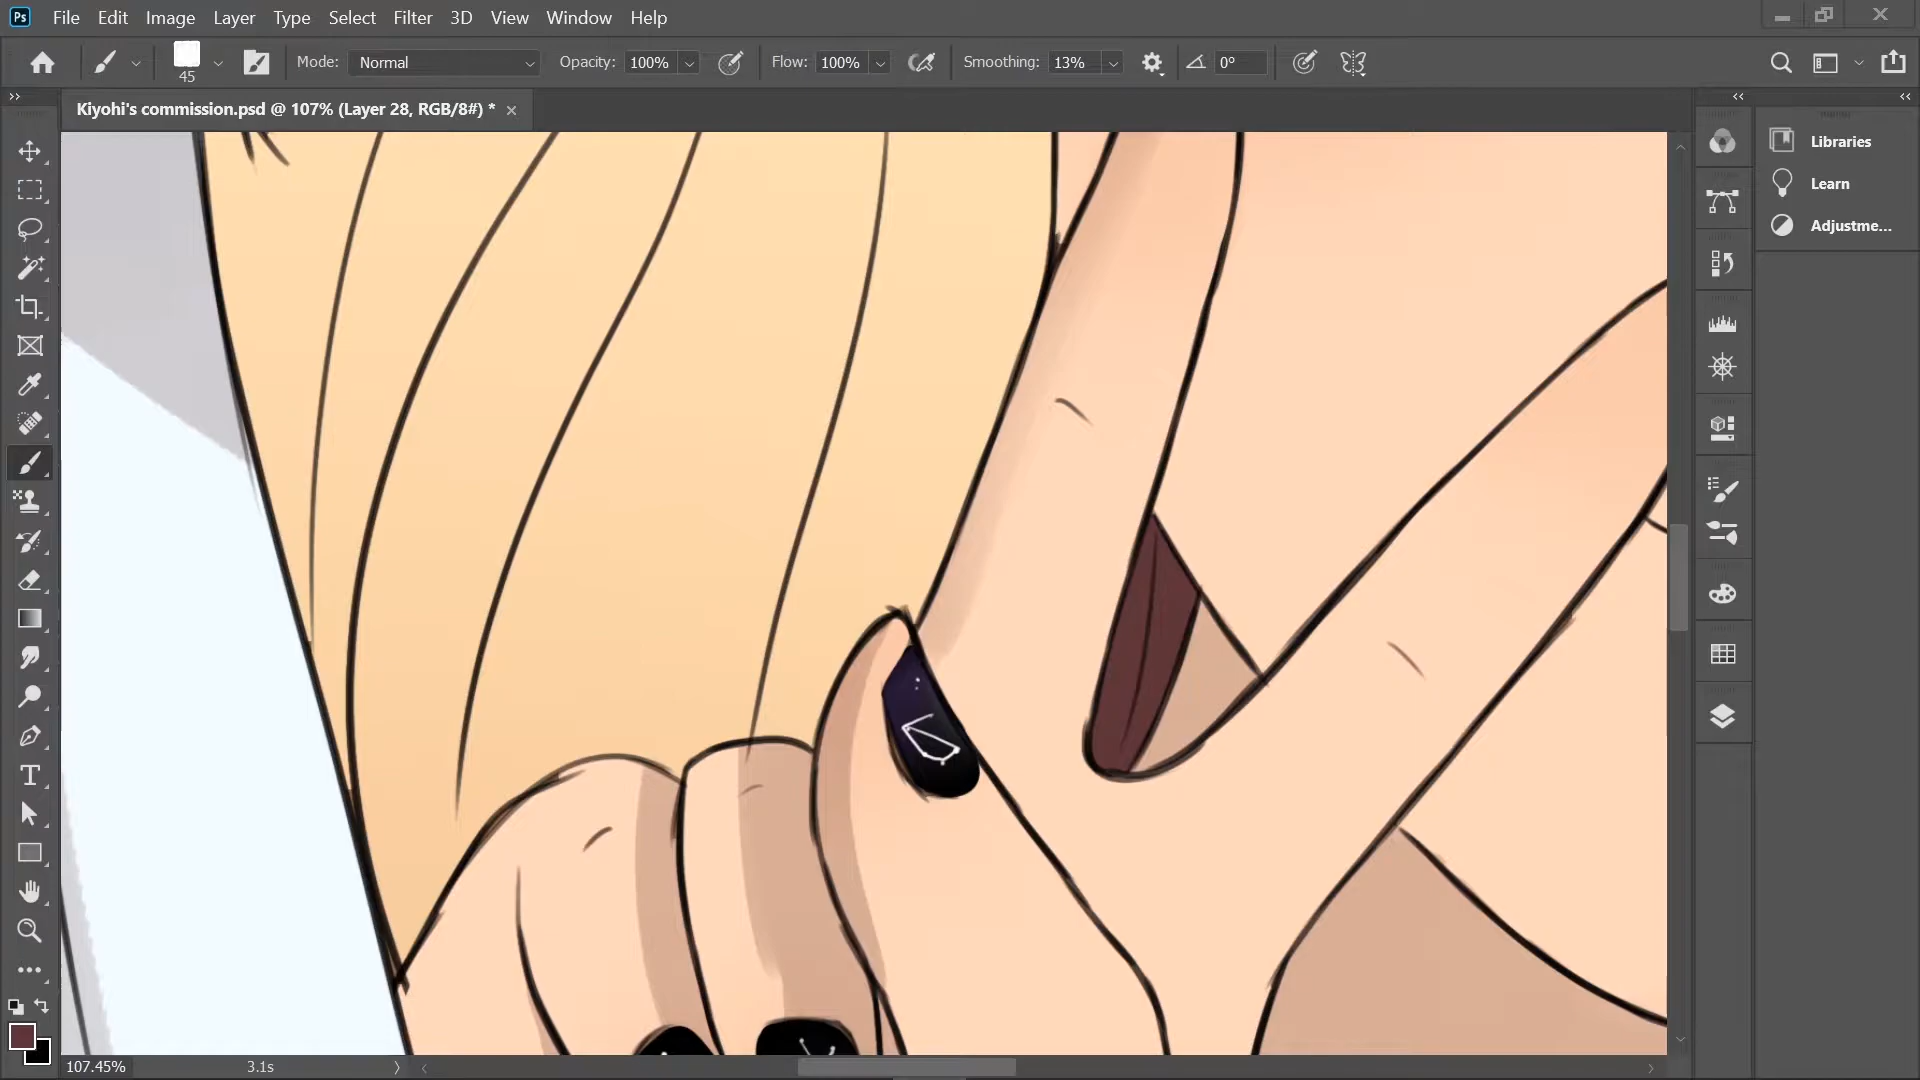 Ps File Edit Image Layer Type Select Filter 3D View Window Help
45 Mode: Normal Opacity: 100% Flow: 100% Smoothing: 13% 0°
Kiyohi's commission.psd @ 107% (Layer 28, RGB/8#) *
Libraries
Learn
Adjustme...
107.45% 3.1s